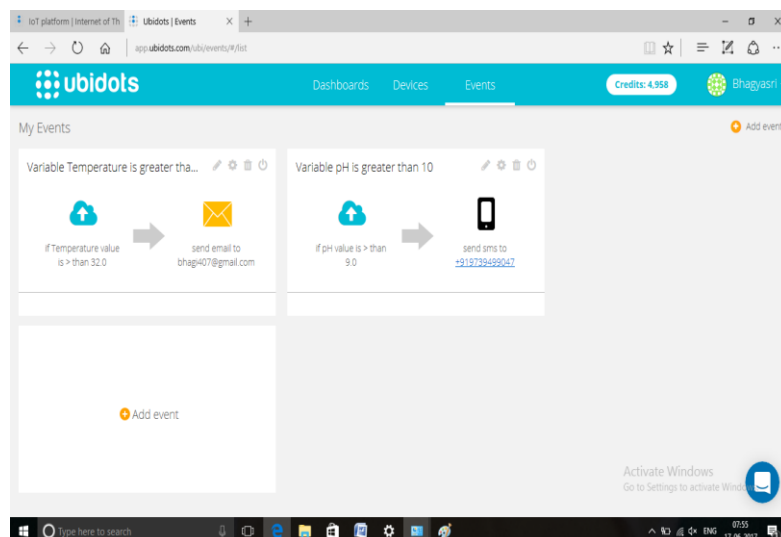 IoT platform | Internet of Th
Ubidots | Events
app.ubidots.com/ubi/events/#/list
ubidots
Dashboards
Devices
Events
Credits: 4,958
Bhagyasri
My Events
Add event
Variable Temperature is greater tha...
Variable pH is greater than 10
if Temperature value
is > than 32.0
send email to
bhagi407@gmail.com
if pH value is > than
9.0
send sms to
+919739499047
Add event
Activate Windows
Go to Settings to activate Wind
Type here to search
ENG
07:55
17-06-2017